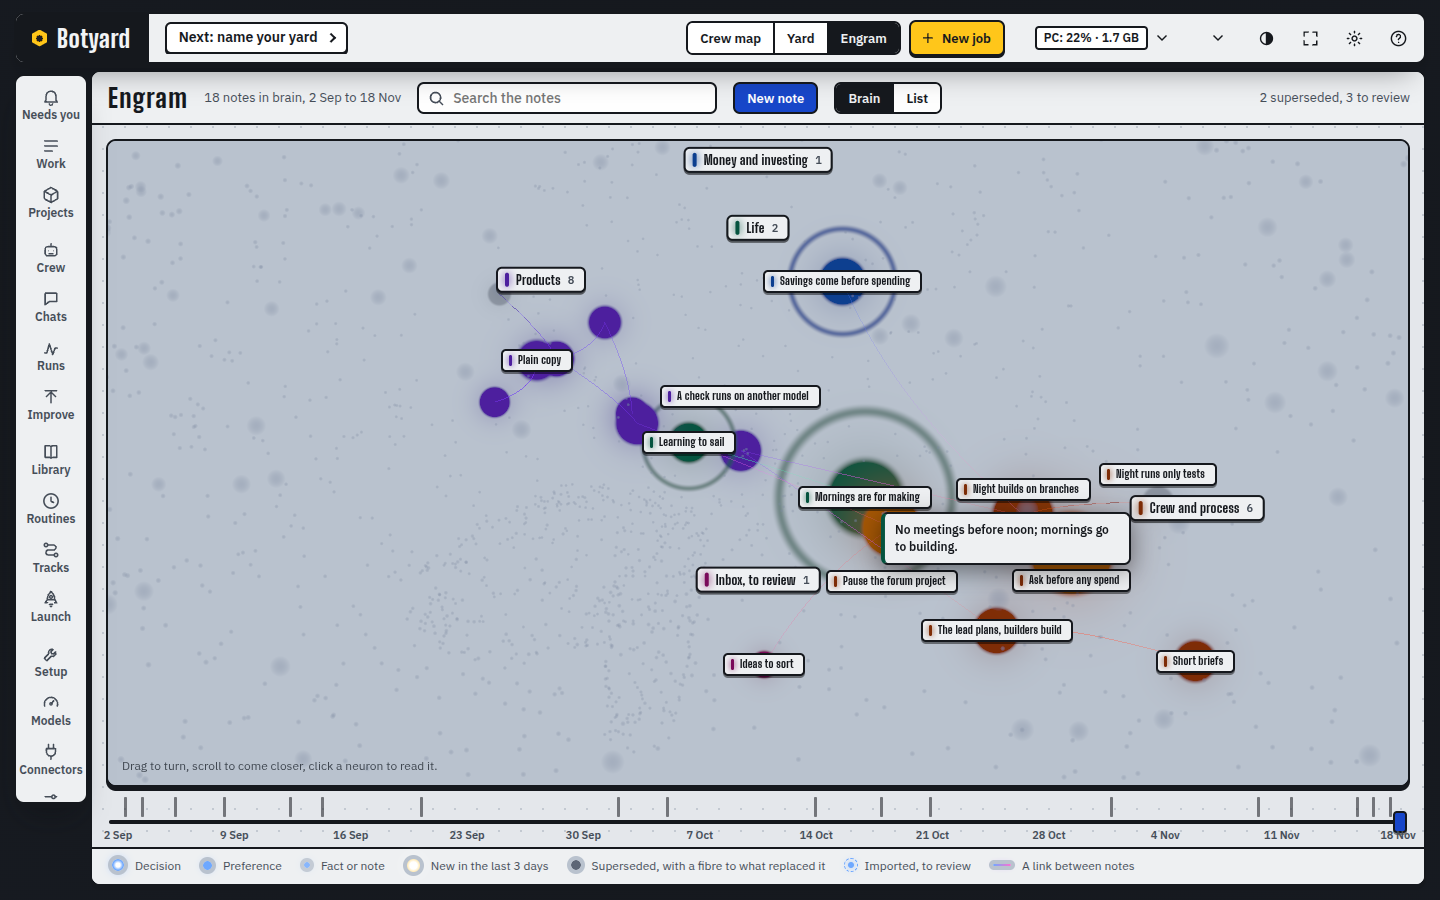 Botyard
Next: name your yard
Crew map
Yard
Engram
New job
PC: 22% · 1.7 GB
Needs you
Work
Projects
Crew
Chats
Runs
Improve
Library
Routines
Tracks
Launch
Setup
Models
Connectors
Engram
18 notes in brain, 2 Sep to 18 Nov
Search the notes
New note
Brain
List
2 superseded, 3 to review
Money and investing 1
Life 2
Products 8
Savings come before spending
Plain copy
A check runs on another model
Learning to sail
Night runs only tests
Night builds on branches
Mornings are for making
Crew and process 6
No meetings before noon; mornings go
to building.
Inbox, to review 1
Pause the forum project
Ask before any spend
The lead plans, builders build
Ideas to sort
Short briefs
Drag to turn, scroll to come closer, click a neuron to read it.
2 Sep
9 Sep
16 Sep
23 Sep
30 Sep
7 Oct
14 Oct
21 Oct
28 Oct
4 Nov
11 Nov
18 Nov
Decision
Preference
Fact or note
New in the last 3 days
Superseded, with a fibre to what replaced it
Imported, to review
A link between notes